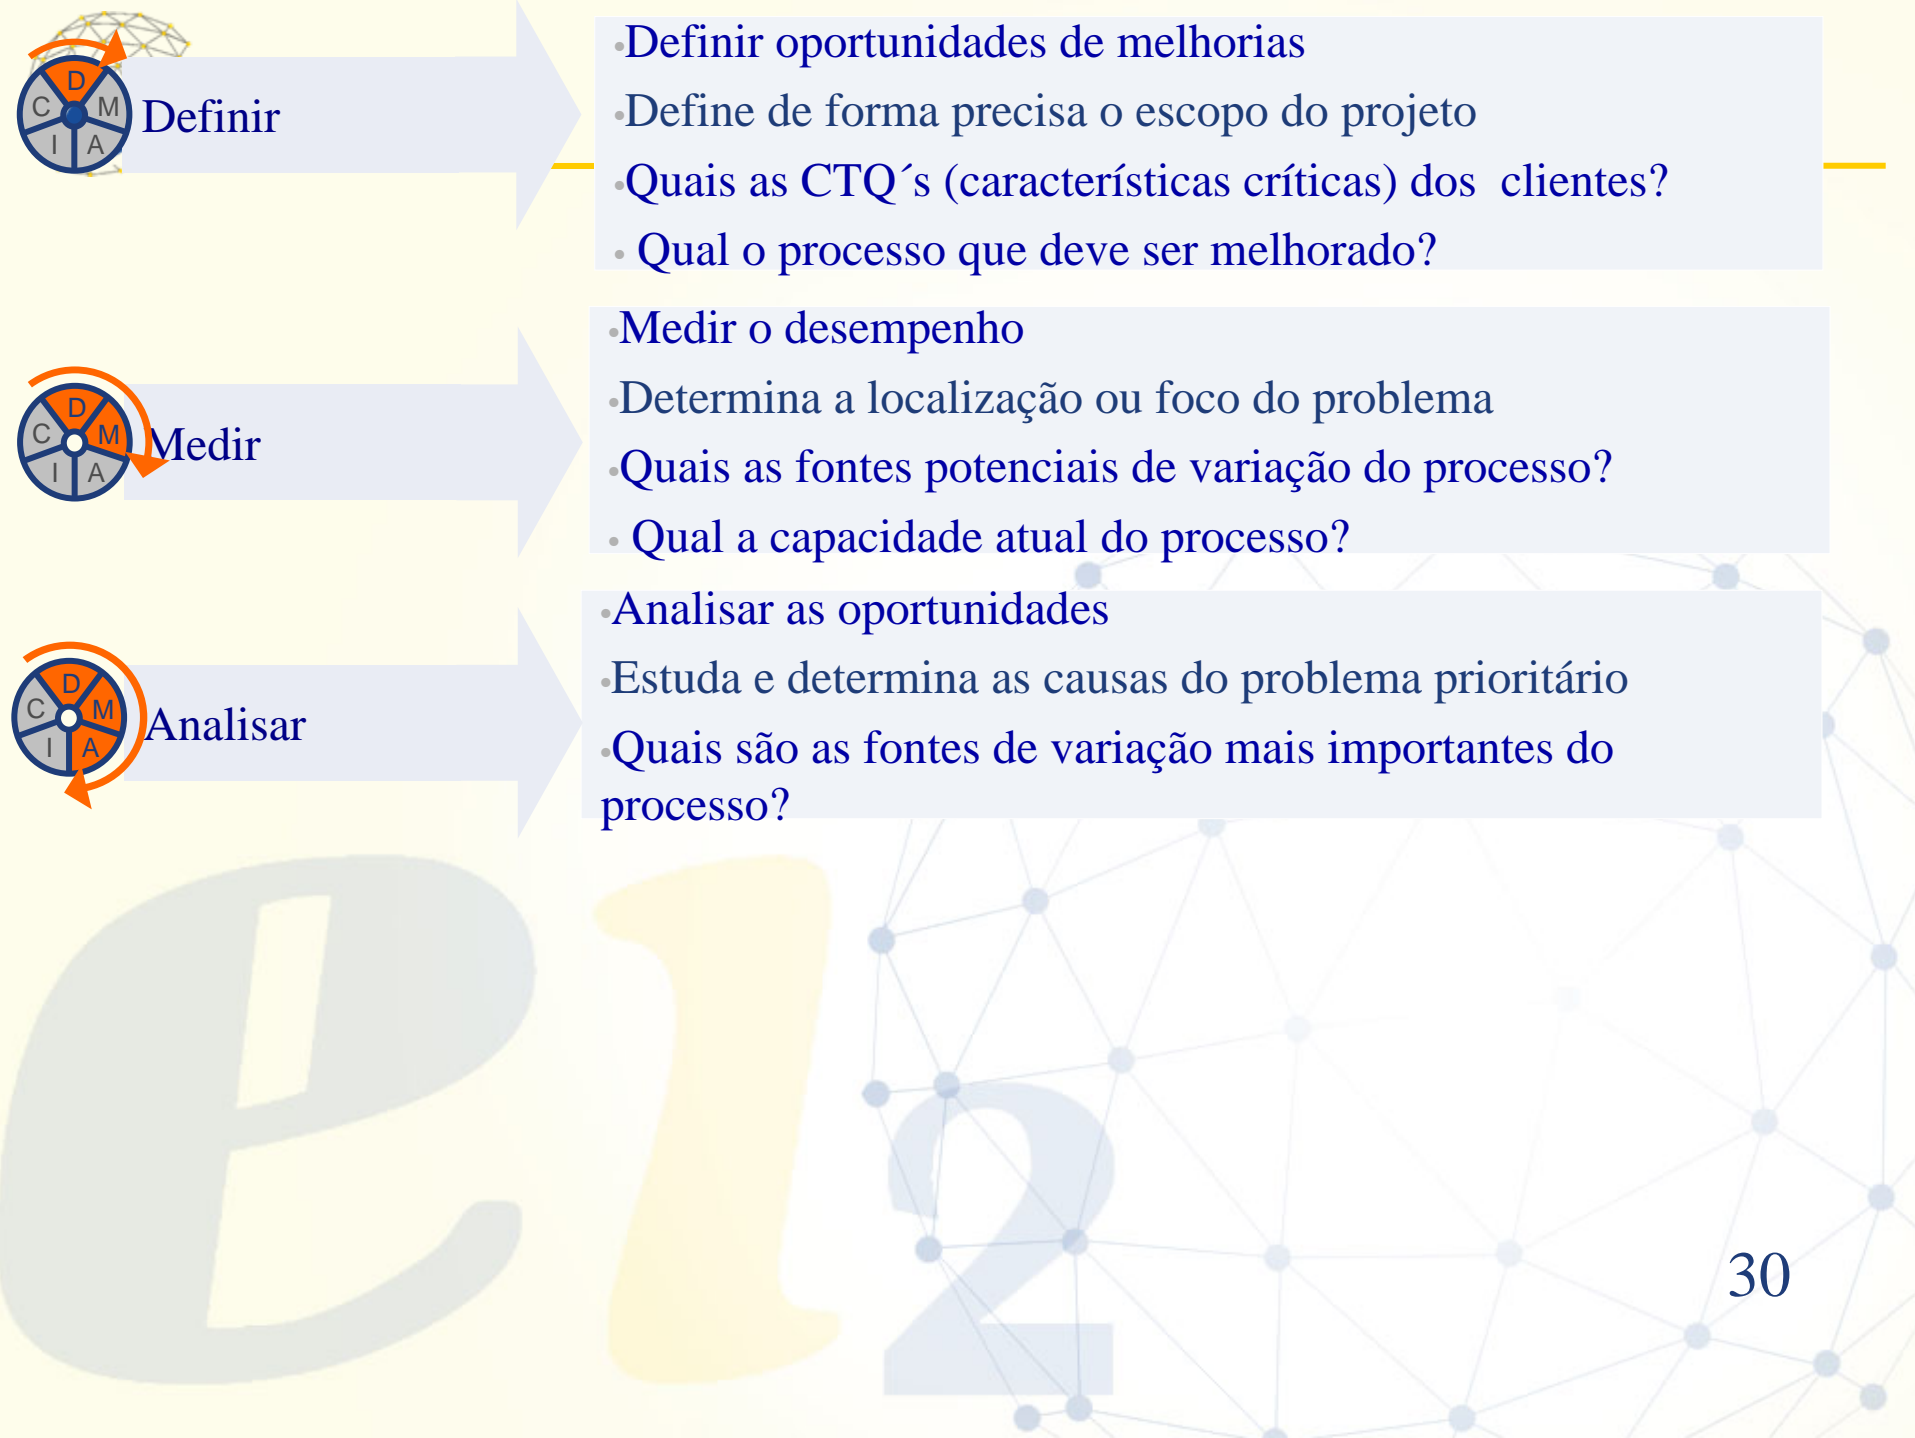 D
C M
I A
Definir
•Definir oportunidades de melhorias
•Define de forma precisa o escopo do projeto
•Quais as CTQ´s (características críticas) dos  clientes?
• Qual o processo que deve ser melhorado?
D
C M
I A
Medir
•Medir o desempenho
•Determina a localização ou foco do problema
•Quais as fontes potenciais de variação do processo?
• Qual a capacidade atual do processo?
D
C M
I A
Analisar
•Analisar as oportunidades
•Estuda e determina as causas do problema prioritário
•Quais são as fontes de variação mais importantes do
processo?
el2
30